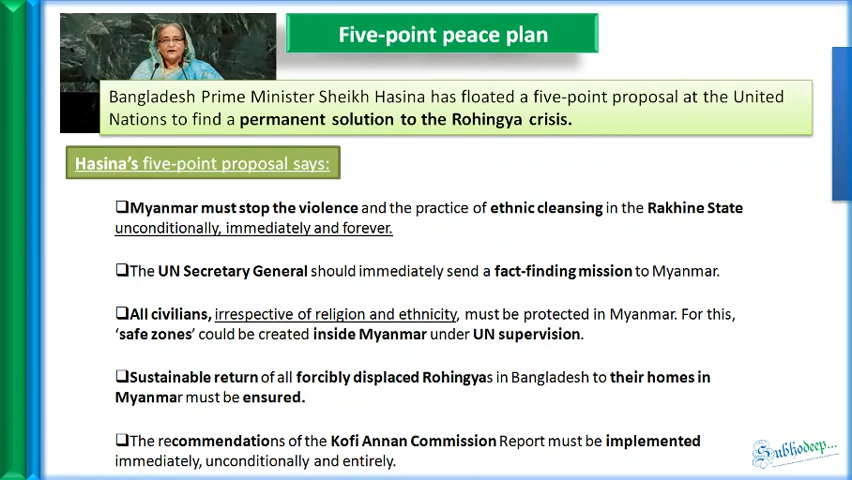 Five-point peace plan
Bangladesh Prime Minister Sheikh Hasina has floated a five-point proposal at the United
Nations to find a permanent solution to the Rohingya crisis.
Hasina's five-point proposal says:
❑Myanmar must stop the violence and the practice of ethnic cleansing in the Rakhine State
unconditionally, immediately and forever.
❑The UN Secretary General should immediately send a fact-finding mission to Myanmar.
❑All civilians, irrespective of religion and ethnicity, must be protected in Myanmar. For this,
‘safe zones’ could be created inside Myanmar under UN supervision.
❑Sustainable return of all forcibly displaced Rohingyas in Bangladesh to their homes in
Myanmar must be ensured.
❑The recommendations of the Kofi Annan Commission Report must be implemented
immediately, unconditionally and entirely.
Subhodeep...